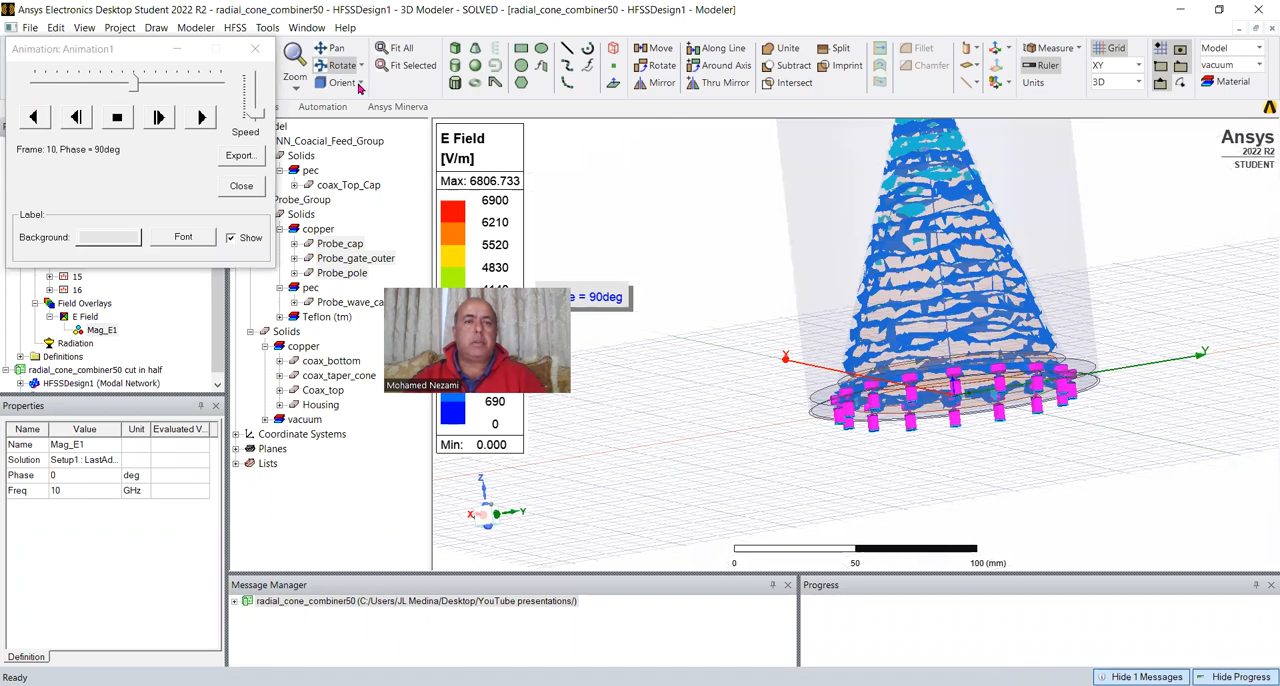 Ansys Electronics Desktop Student 2022 R2 - radial_cone_combiner50 - HFSSDesign1 - 3D Modeler - SOLVED - [radial_cone_combiner50 - HFSSDesign1 - Modeler]
File Edit View Project Draw Modeler HFSS Tools Window Help
Animation: Animation1
Frame: 10, Phase = 90deg
Speed
Export...
Close
Label:
Background:
Font
Show
Zoom
Pan
Rotate
Orient
Fit All
Fit Selected
Move
Rotate
Mirror
Along Line
Around Axis
Thru Mirror
Unite
Subtract
Intersect
Split
Imprint
Fillet
Chamfer
Measure
Ruler
Units
Grid
XY
3D
Model
vacuum
Material
Automation
Ansys Minerva
15
16
Field Overlays
E Field
Mag_E1
Radiation
Definitions
radial_cone_combiner50 cut in half
HFSSDesign1 (Modal Network)
del
NN_Coacial_Feed_Group
Solids
pec
coax_Top_Cap
Probe_Group
Solids
copper
Probe_cap
Probe_gate_outer
Probe_pole
pec
Probe_wave_ca
Teflon (tm)
Solids
copper
coax_bottom
coax_taper_cone
Coax_top
Housing
vacuum
Coordinate Systems
Planes
Lists
E Field
[V/m]
Max: 6806.733
6900
6210
5520
4830
690
0
Min: 0.000
e = 90deg
Mohamed Nezami
Ansys
2022 R2
STUDENT
X
Y
Z
X
Y
0 50 100 (mm)
Properties
Name Value Unit Evaluated V...
Name Mag_E1
Solution Setup1 : LastAd...
Phase 0 deg
Freq 10 GHz
Definition
Message Manager
radial_cone_combiner50 (C:/Users/JL Medina/Desktop/YouTube presentations/)
Progress
Ready
Hide 1 Messages
Hide Progress